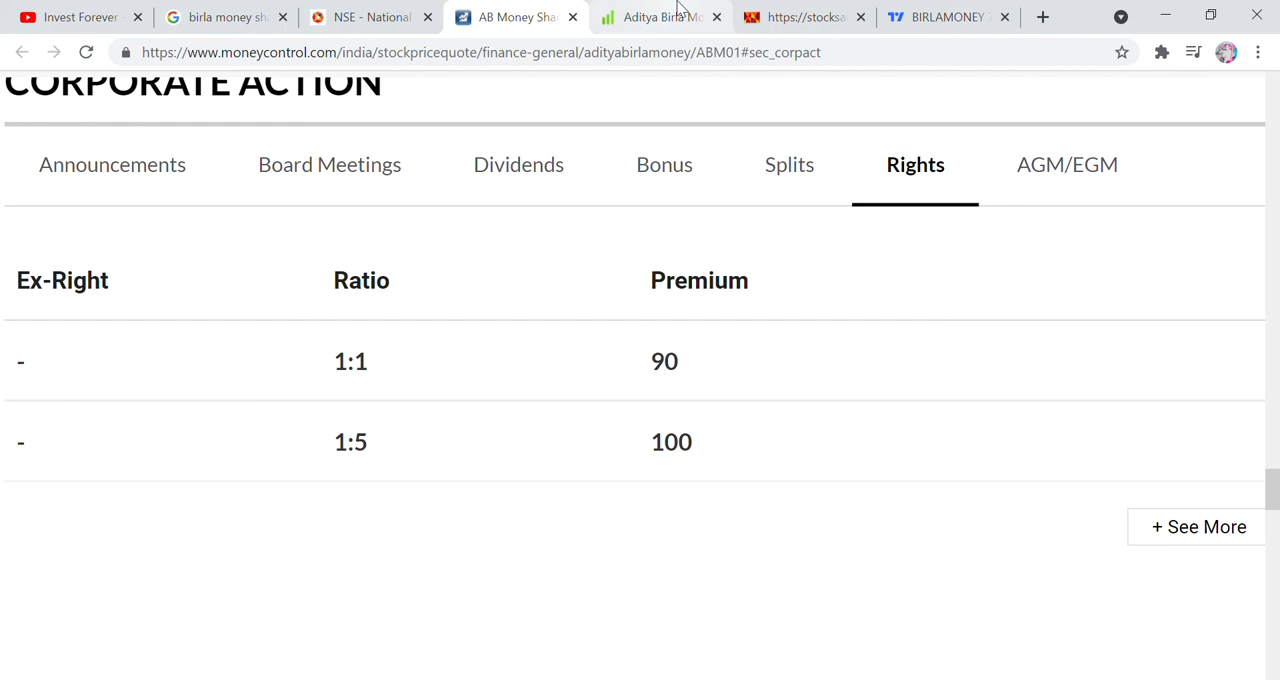 Invest Forever
birla money sh
NSE - National
AB Money Sha
Aditya Birla Mo
https://stocksa
BIRLAMONEY
https://www.moneycontrol.com/india/stockpricequote/finance-general/adityabirlamoney/ABM01#sec_corpact
CORPORATE ACTION
Announcements
Board Meetings
Dividends
Bonus
Splits
Rights
AGM/EGM
Ex-Right Ratio Premium
- 1:1 90
- 1:5 100
+ See More